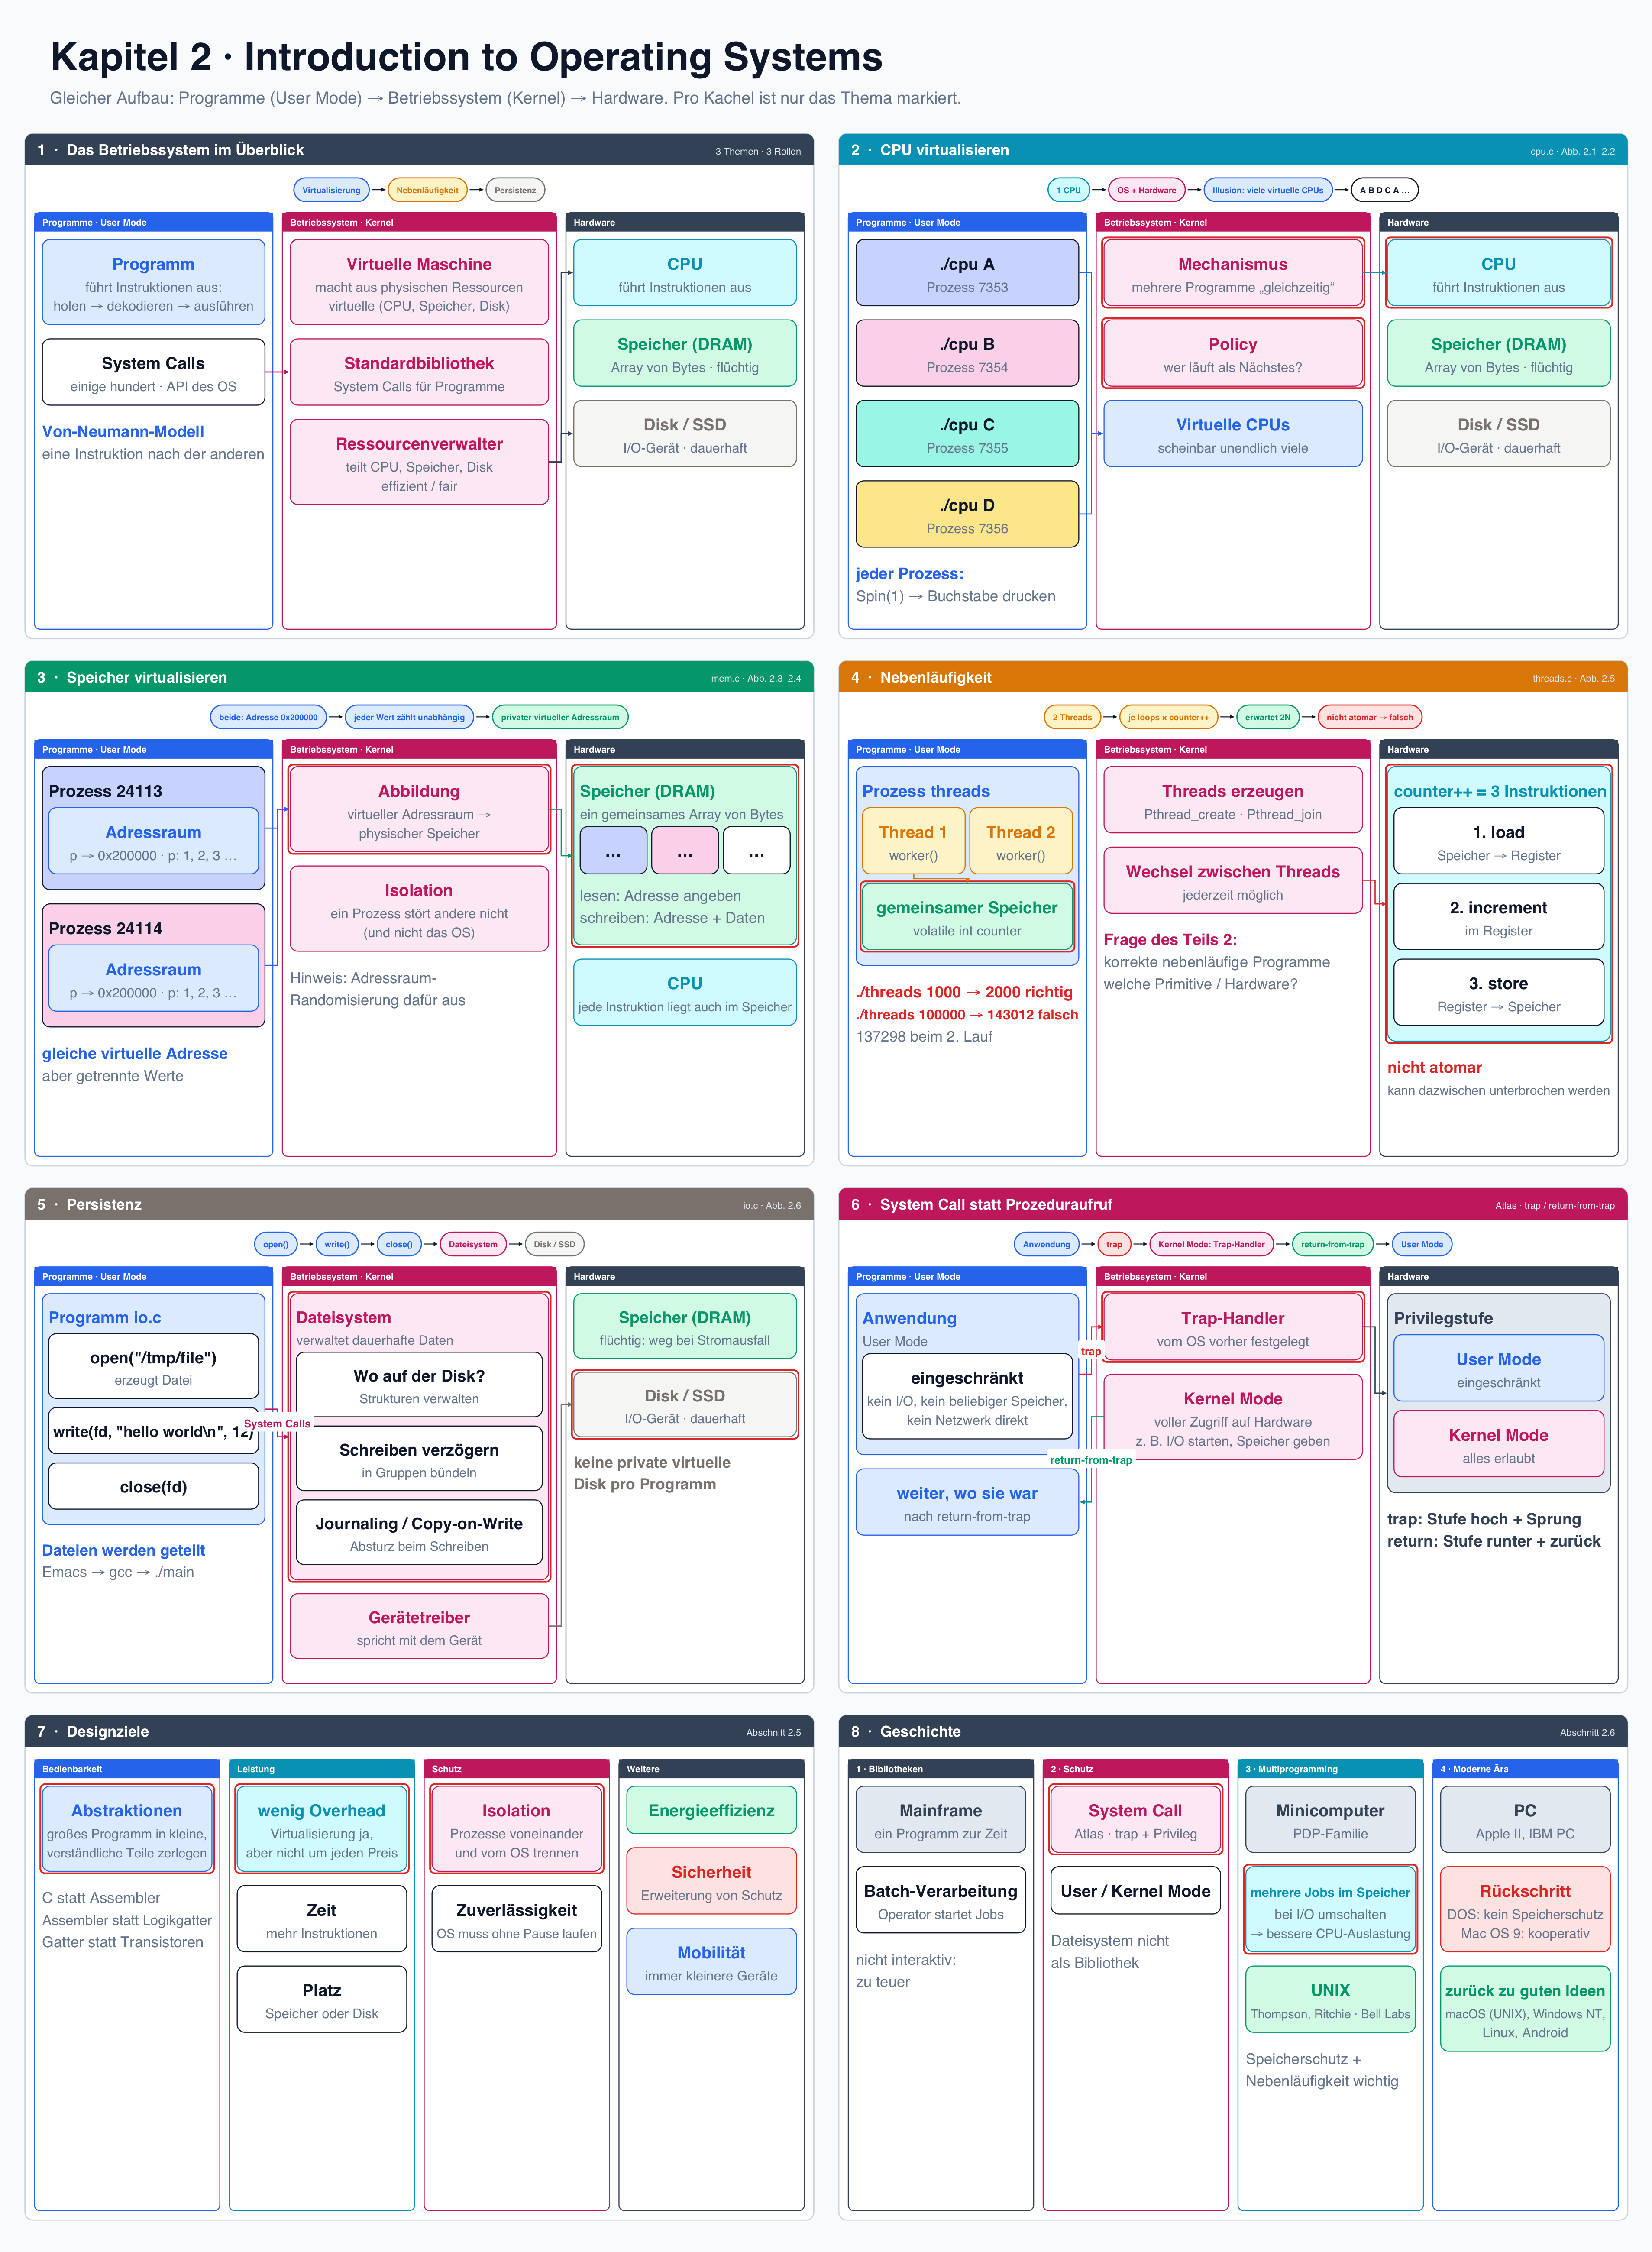 Kapitel 2 · Introduction to Operating Systems
Gleicher Aufbau: Programme (User Mode) → Betriebssystem (Kernel) → Hardware. Pro Kachel ist nur das Thema markiert.
1 · Das Betriebssystem im Überblick
3 Themen · 3 Rollen
Virtualisierung → Nebenläufigkeit → Persistenz
Programme · User Mode
Programm
führt Instruktionen aus:
holen → dekodieren → ausführen
System Calls
einige hundert · API des OS
Von-Neumann-Modell
eine Instruktion nach der anderen
Betriebssystem · Kernel
Virtuelle Maschine
macht aus physischen Ressourcen
virtuelle (CPU, Speicher, Disk)
Standardbibliothek
System Calls für Programme
Ressourcenverwalter
teilt CPU, Speicher, Disk
effizient / fair
Hardware
CPU
führt Instruktionen aus
Speicher (DRAM)
Array von Bytes · flüchtig
Disk / SSD
I/O-Gerät · dauerhaft
2 · CPU virtualisieren
cpu.c · Abb. 2.1–2.2
1 CPU → OS + Hardware → Illusion: viele virtuelle CPUs → A B D C A ...
Programme · User Mode
./cpu A
Prozess 7353
./cpu B
Prozess 7354
./cpu C
Prozess 7355
./cpu D
Prozess 7356
jeder Prozess:
Spin(1) → Buchstabe drucken
Betriebssystem · Kernel
Mechanismus
mehrere Programme „gleichzeitig“
Policy
wer läuft als Nächstes?
Virtuelle CPUs
scheinbar unendlich viele
Hardware
CPU
führt Instruktionen aus
Speicher (DRAM)
Array von Bytes · flüchtig
Disk / SSD
I/O-Gerät · dauerhaft
3 · Speicher virtualisieren
mem.c · Abb. 2.3–2.4
beide: Adresse 0x200000 → jeder Wert zählt unabhängig → privater virtueller Adressraum
Programme · User Mode
Prozess 24113
Adressraum
p → 0x200000 · p: 1, 2, 3 ...
Prozess 24114
Adressraum
p → 0x200000 · p: 1, 2, 3 ...
gleiche virtuelle Adresse
aber getrennte Werte
Betriebssystem · Kernel
Abbildung
virtueller Adressraum →
physischer Speicher
Isolation
ein Prozess stört andere nicht
(und nicht das OS)
Hinweis: Adressraum-
Randomisierung dafür aus
Hardware
Speicher (DRAM)
ein gemeinsames Array von Bytes
... ... ...
lesen: Adresse angeben
schreiben: Adresse + Daten
CPU
jede Instruktion liegt auch im Speicher
4 · Nebenläufigkeit
threads.c · Abb. 2.5
2 Threads → je loops × counter++ → erwartet 2N → nicht atomar → falsch
Programme · User Mode
Prozess threads
Thread 1
worker()
Thread 2
worker()
gemeinsamer Speicher
volatile int counter
./threads 1000 → 2000 richtig
./threads 100000 → 143012 falsch
137298 beim 2. Lauf
Betriebssystem · Kernel
Threads erzeugen
Pthread_create · Pthread_join
Wechsel zwischen Threads
jederzeit möglich
Frage des Teils 2:
korrekte nebenläufige Programme
welche Primitive / Hardware?
Hardware
counter++ = 3 Instruktionen
1. load
Speicher → Register
2. increment
im Register
3. store
Register → Speicher
nicht atomar
kann dazwischen unterbrochen werden
5 · Persistenz
io.c · Abb. 2.6
open() → write() → close() → Dateisystem → Disk / SSD
Programme · User Mode
Programm io.c
open("/tmp/file")
erzeugt Datei
write(fd, "hello world\n", 12)
close(fd)
Dateien werden geteilt
Emacs → gcc → ./main
System Calls
Betriebssystem · Kernel
Dateisystem
verwaltet dauerhafte Daten
Wo auf der Disk?
Strukturen verwalten
Schreiben verzögern
in Gruppen bündeln
Journaling / Copy-on-Write
Absturz beim Schreiben
Gerätetreiber
spricht mit dem Gerät
Hardware
Speicher (DRAM)
flüchtig: weg bei Stromausfall
Disk / SSD
I/O-Gerät · dauerhaft
keine private virtuelle
Disk pro Programm
6 · System Call statt Prozeduraufruf
Atlas · trap / return-from-trap
Anwendung → trap → Kernel Mode: Trap-Handler → return-from-trap → User Mode
Programme · User Mode
Anwendung
User Mode
eingeschränkt
kein I/O, kein beliebiger Speicher,
kein Netzwerk direkt
weiter, wo sie war
nach return-from-trap
trap
return-from-trap
Betriebssystem · Kernel
Trap-Handler
vom OS vorher festgelegt
Kernel Mode
voller Zugriff auf Hardware
z. B. I/O starten, Speicher geben
Hardware
Privilegstufe
User Mode
eingeschränkt
Kernel Mode
alles erlaubt
trap: Stufe hoch + Sprung
return: Stufe runter + zurück
7 · Designziele
Abschnitt 2.5
Bedienbarkeit
Abstraktionen
großes Programm in kleine,
verständliche Teile zerlegen
C statt Assembler
Assembler statt Logikgatter
Gatter statt Transistoren
Leistung
wenig Overhead
Virtualisierung ja,
aber nicht um jeden Preis
Zeit
mehr Instruktionen
Platz
Speicher oder Disk
Schutz
Isolation
Prozesse voneinander
und vom OS trennen
Zuverlässigkeit
OS muss ohne Pause laufen
Weitere
Energieeffizienz
Sicherheit
Erweiterung von Schutz
Mobilität
immer kleinere Geräte
8 · Geschichte
Abschnitt 2.6
1 · Bibliotheken
Mainframe
ein Programm zur Zeit
Batch-Verarbeitung
Operator startet Jobs
nicht interaktiv:
zu teuer
2 · Schutz
System Call
Atlas · trap + Privileg
User / Kernel Mode
Dateisystem nicht
als Bibliothek
3 · Multiprogramming
Minicomputer
PDP-Familie
mehrere Jobs im Speicher
bei I/O umschalten
→ bessere CPU-Auslastung
UNIX
Thompson, Ritchie · Bell Labs
Speicherschutz +
Nebenläufigkeit wichtig
4 · Moderne Ära
PC
Apple II, IBM PC
Rückschritt
DOS: kein Speicherschutz
Mac OS 9: kooperativ
zurück zu guten Ideen
macOS (UNIX), Windows NT,
Linux, Android